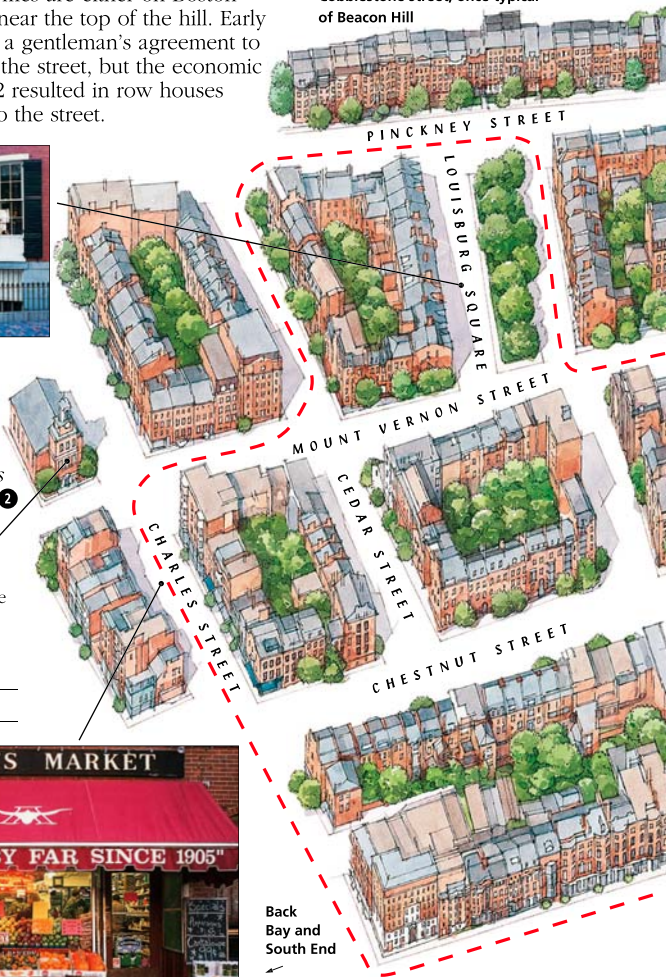 near the top of the hill. Early
a gentleman's agreement to
the street, but the economic
2 resulted in row houses
o the street.
of Beacon Hill
PINCKNEY STREET
LOUISBURG SQUARE
MOUNT VERNON STREET
CEDAR STREET
CHARLES STREET
CHESTNUT STREET
s
2
e
S MARKET
BY FAR SINCE 1905"
Back
Bay and
South End